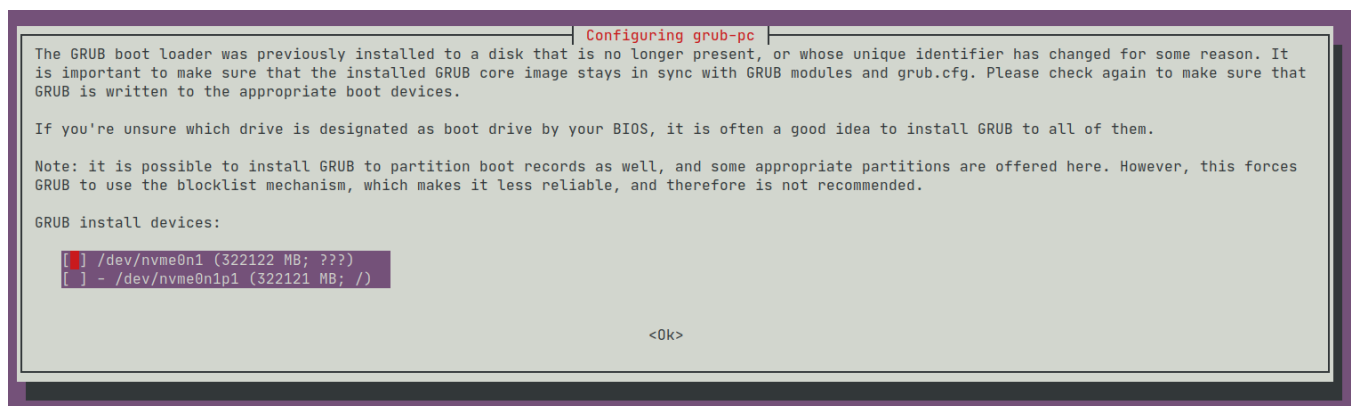 Configuring grub-pc
The GRUB boot loader was previously installed to a disk that is no longer present, or whose unique identifier has changed for some reason. It
is important to make sure that the installed GRUB core image stays in sync with GRUB modules and grub.cfg. Please check again to make sure that
GRUB is written to the appropriate boot devices.
If you're unsure which drive is designated as boot drive by your BIOS, it is often a good idea to install GRUB to all of them.
Note: it is possible to install GRUB to partition boot records as well, and some appropriate partitions are offered here. However, this forces
GRUB to use the blocklist mechanism, which makes it less reliable, and therefore is not recommended.
GRUB install devices:
[ ] /dev/nvme0n1 (322122 MB; ???)
[ ] - /dev/nvme0n1p1 (322121 MB; /)
<Ok>